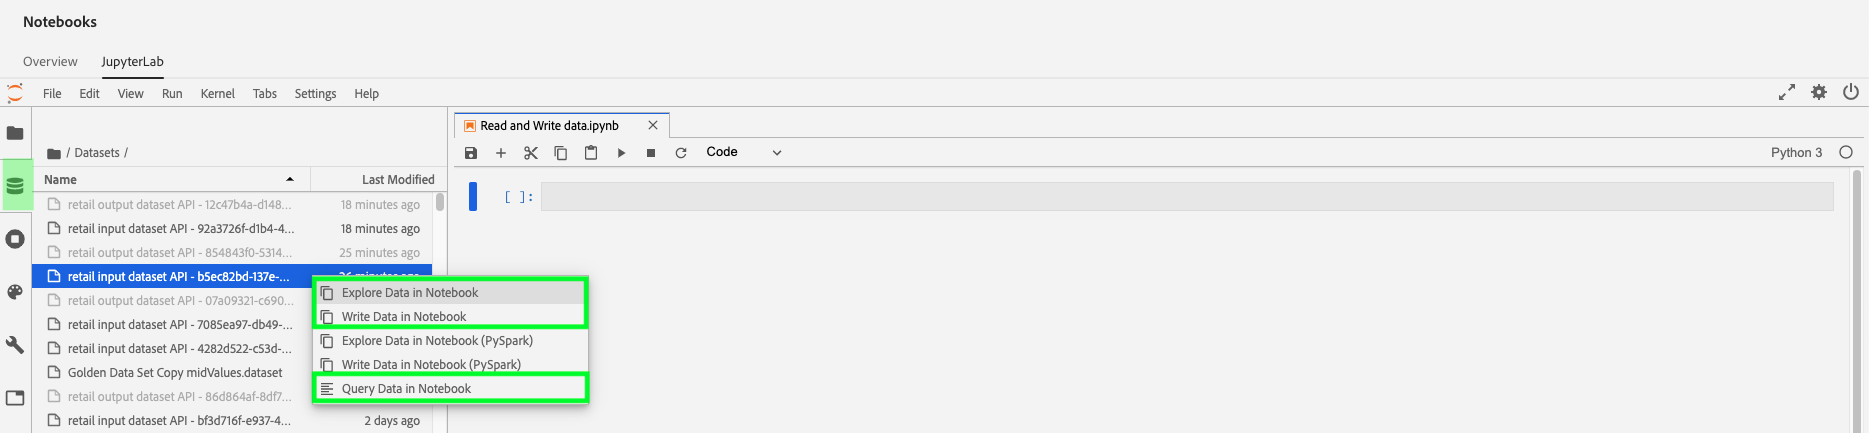 Notebooks
Overview JupyterLab
File Edit View Run Kernel Tabs Settings Help
Read and Write data.ipynb
/ Datasets /
Code
Python 3
Name Last Modified
[ ]:
retail output dataset API - 12c47b4a-d148... 18 minutes ago
retail input dataset API - 92a3726f-d1b4-4... 18 minutes ago
retail output dataset API - 854843f0-5314... 25 minutes ago
retail input dataset API - b5ec82bd-137e-... 26 minutes ago
Explore Data in Notebook
retail output dataset API - 07a09321-c690...
Write Data in Notebook
retail input dataset API - 7085ea97-db49-...
Explore Data in Notebook (PySpark)
retail input dataset API - 4282d522-c53d-...
Write Data in Notebook (PySpark)
Golden Data Set Copy midValues.dataset
Query Data in Notebook
retail output dataset API - 86d864af-8df7...
retail input dataset API - bf3d716f-e937-4... 2 days ago